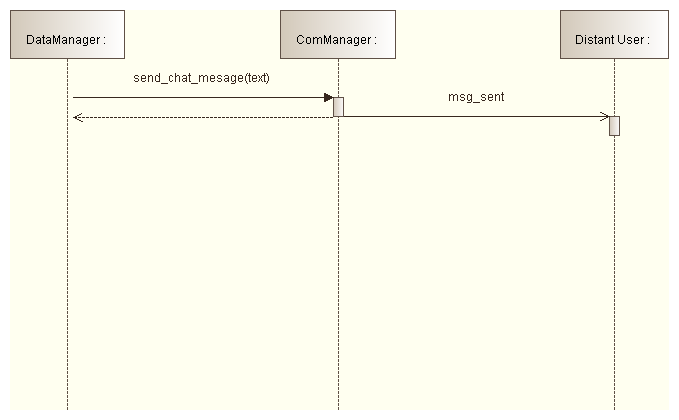 DataManager :
ComManager :
Distant User :
send_chat_mesage(text)
msg_sent